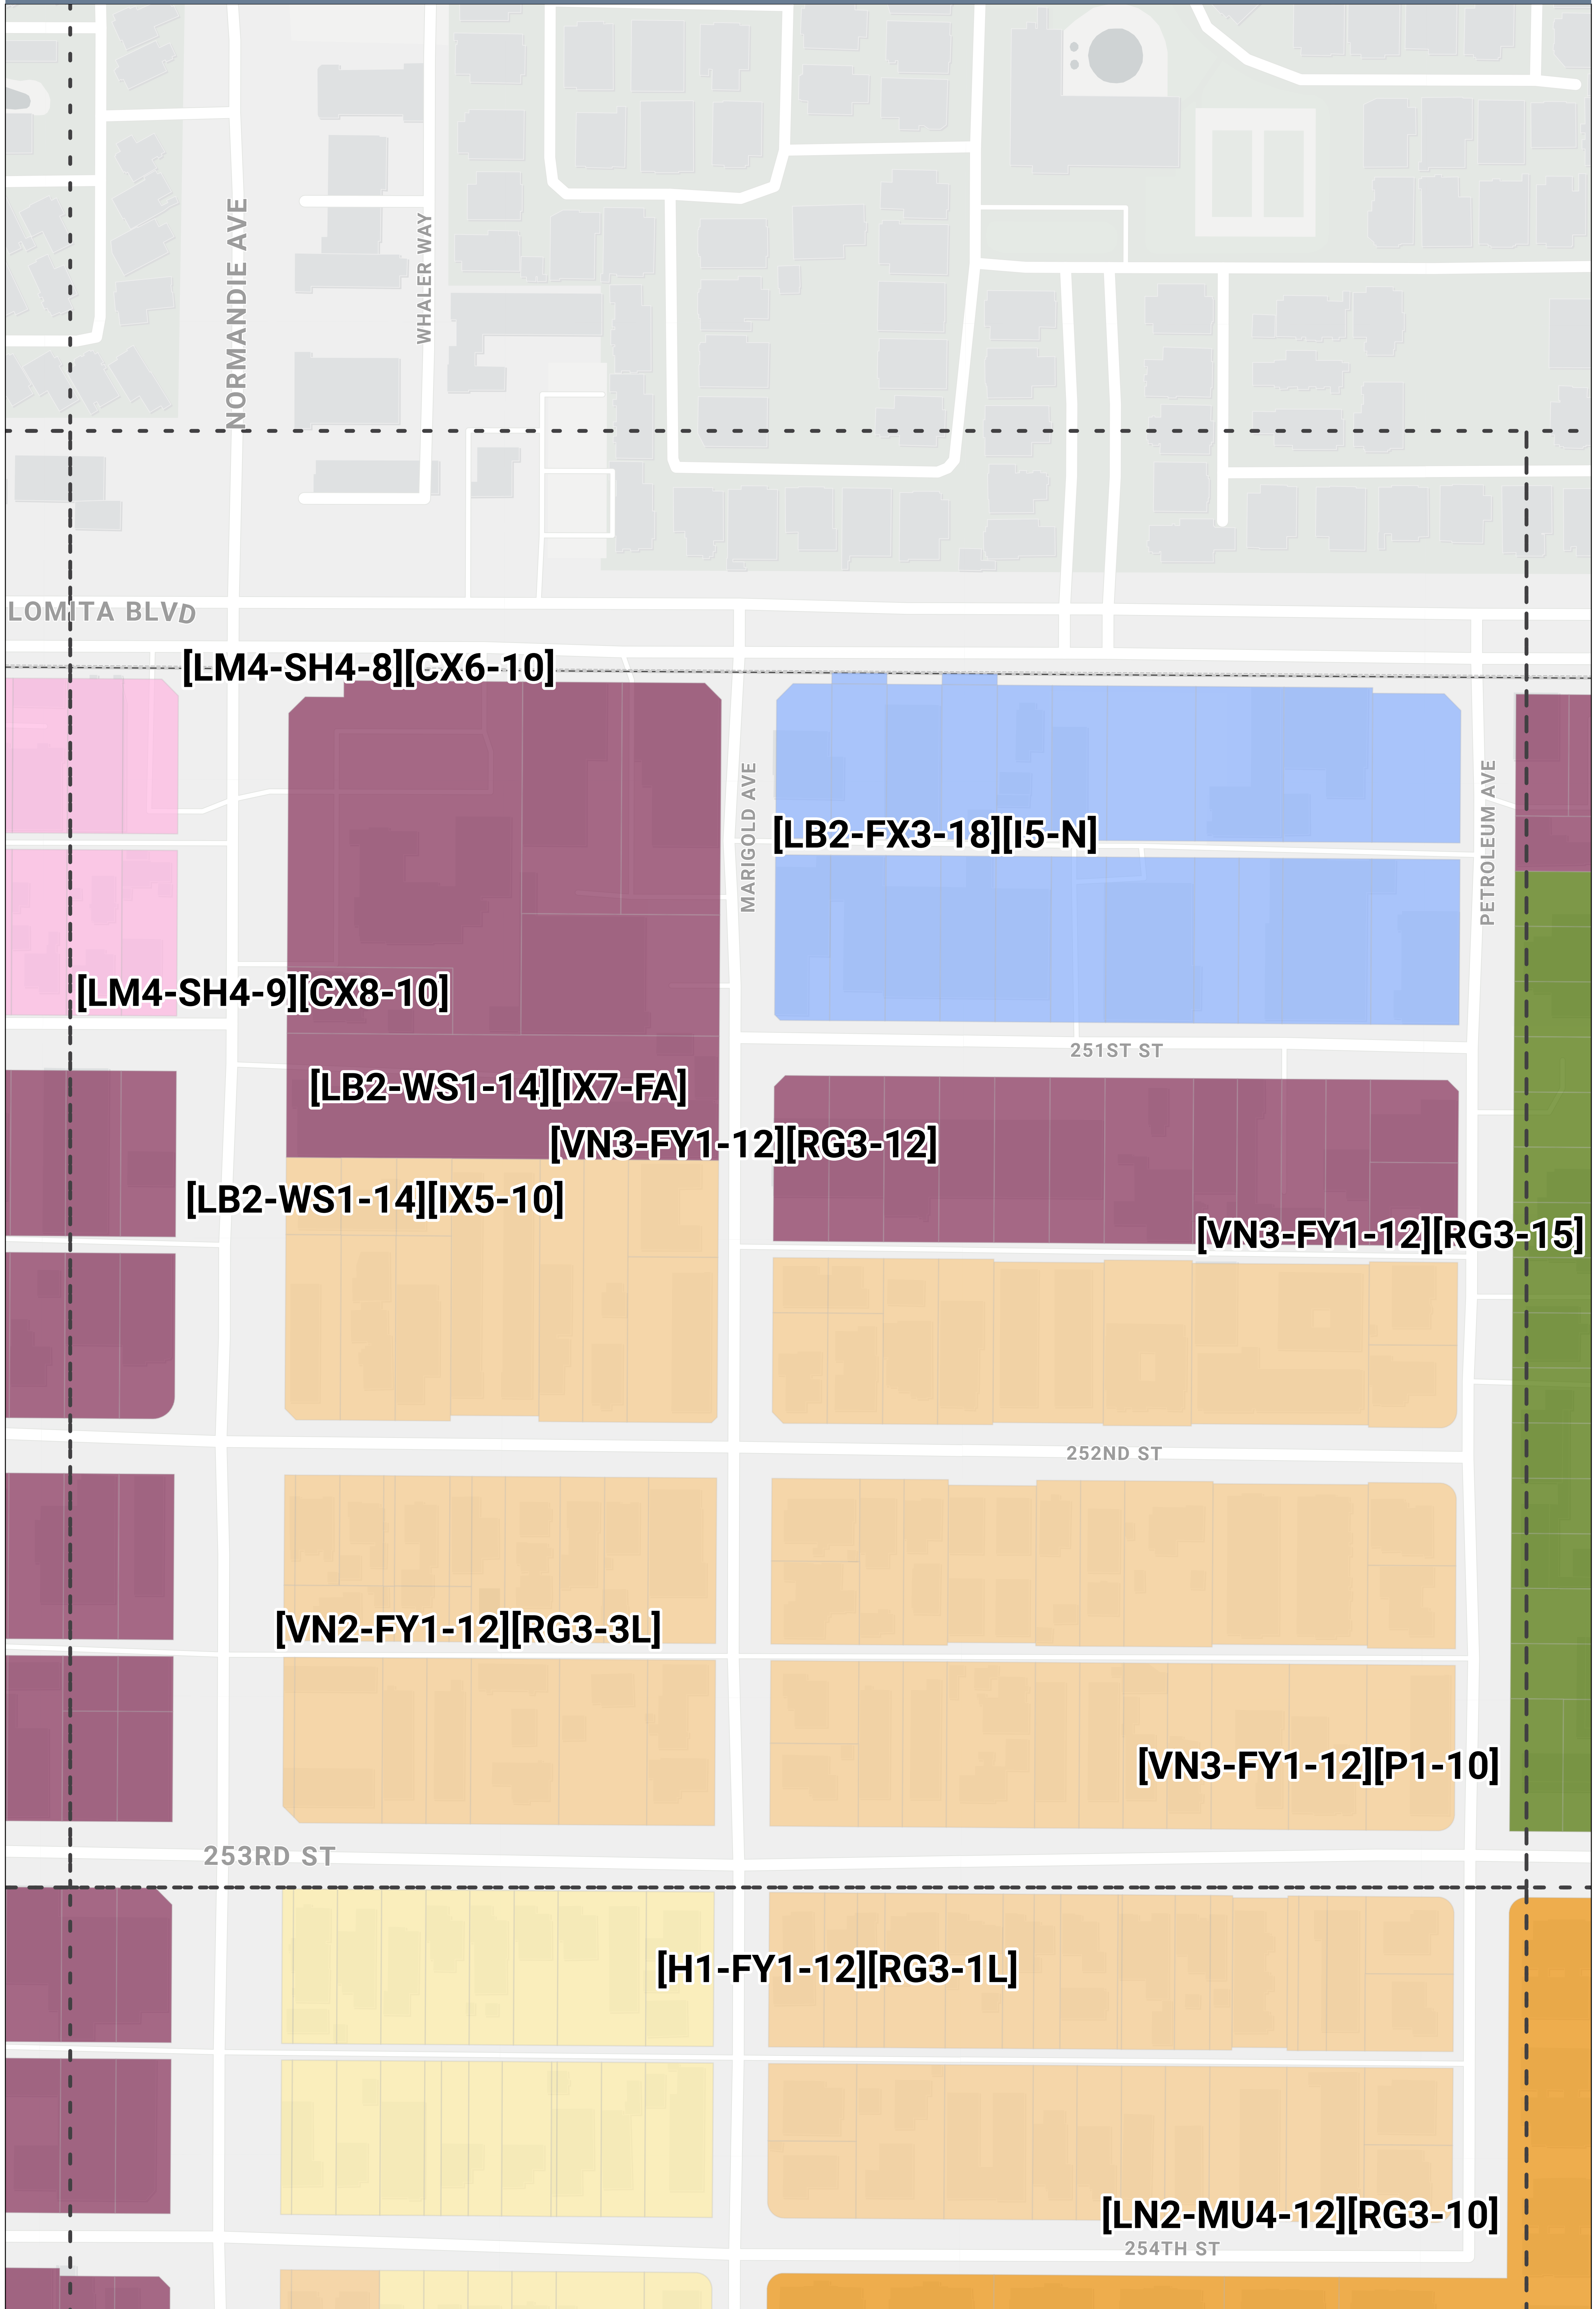 NORMANDIE AVE
WHALER WAY
LOMITA BLVD
[LM4-SH4-8][CX6-10]
MARIGOLD AVE
PETROLEUM AVE
[LB2-FX3-18][I5-N]
[LM4-SH4-9][CX8-10]
251ST ST
[LB2-WS1-14][IX7-FA]
[VN3-FY1-12][RG3-12]
[LB2-WS1-14][IX5-10]
[VN3-FY1-12][RG3-15]
252ND ST
[VN2-FY1-12][RG3-3L]
[VN3-FY1-12][P1-10]
253RD ST
[H1-FY1-12][RG3-1L]
[LN2-MU4-12][RG3-10]
254TH ST